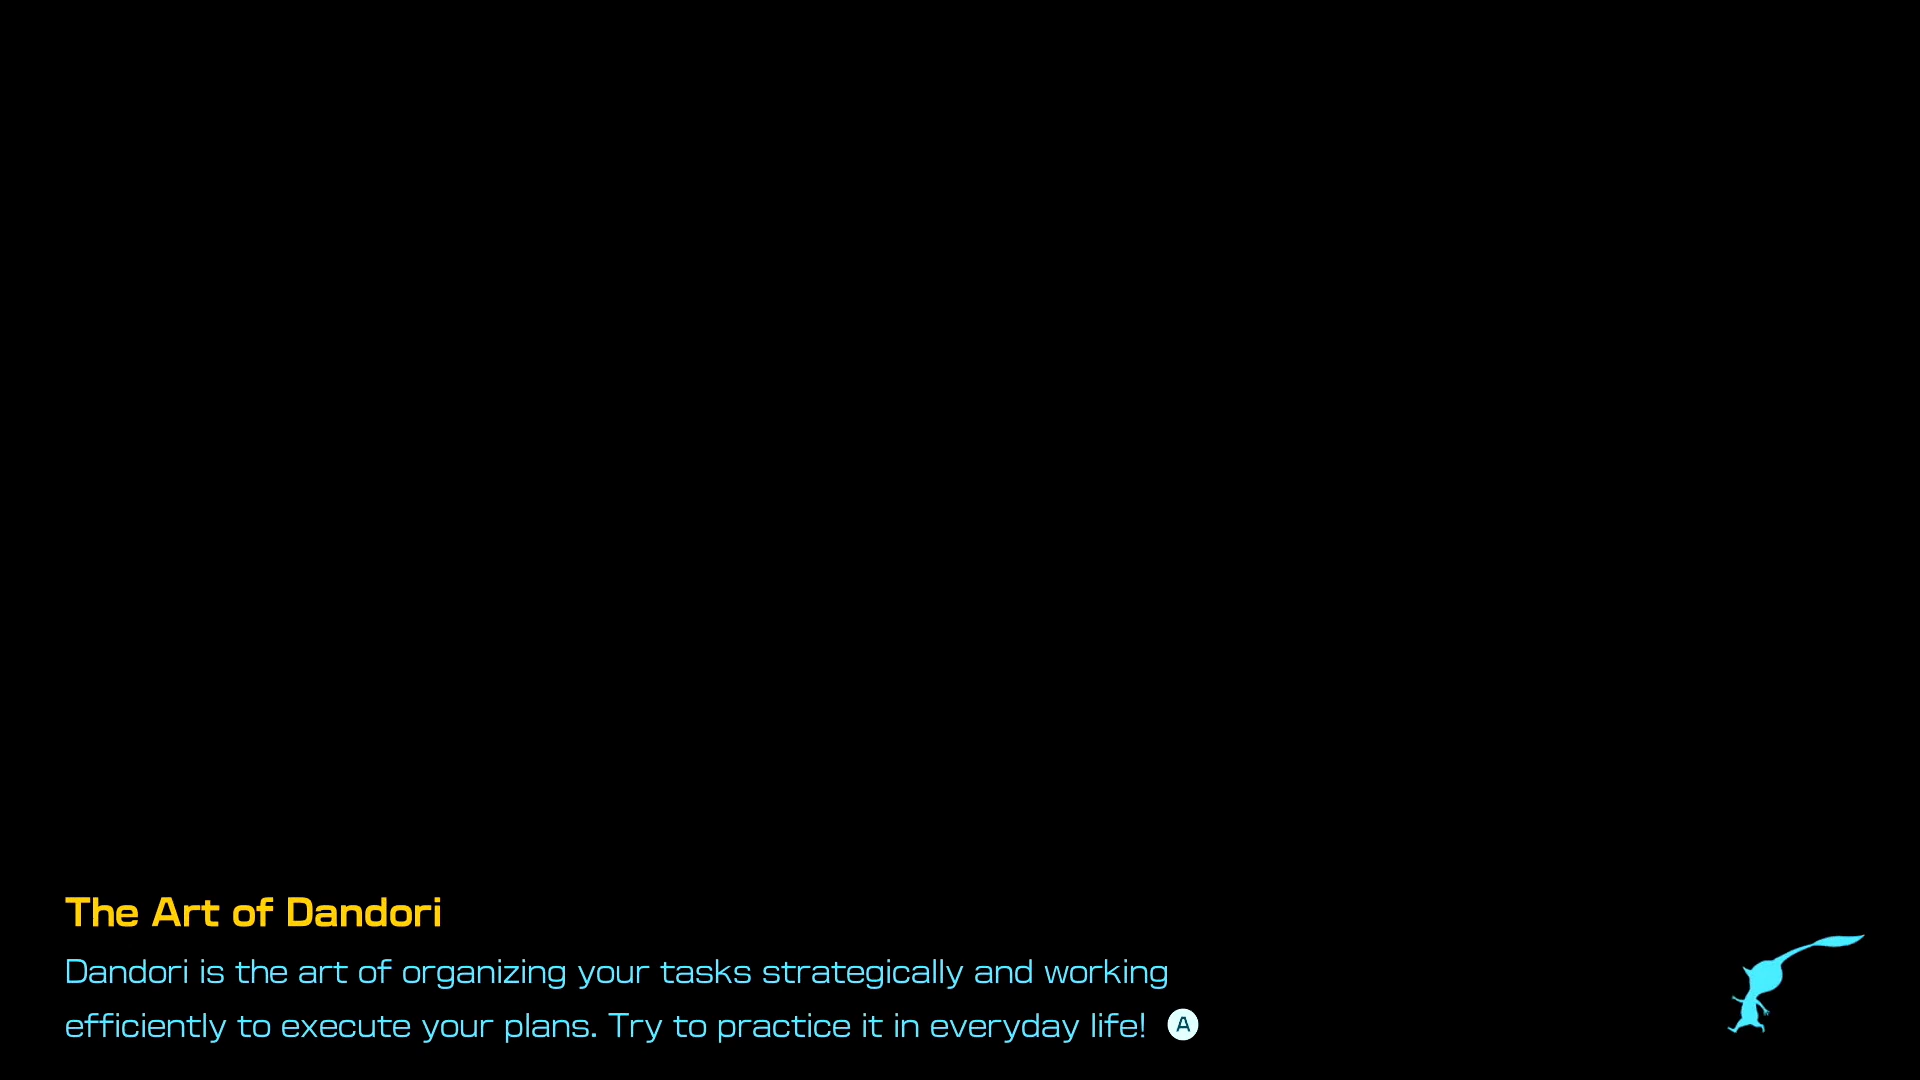 The Art of Dandori
Dandori is the art of organizing your tasks strategically and working
efficiently to execute your plans. Try to practice it in everyday life! A